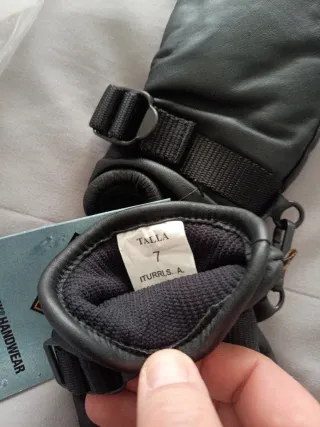 TALLA
7
ITURRI,S. A.
HANDWEAR